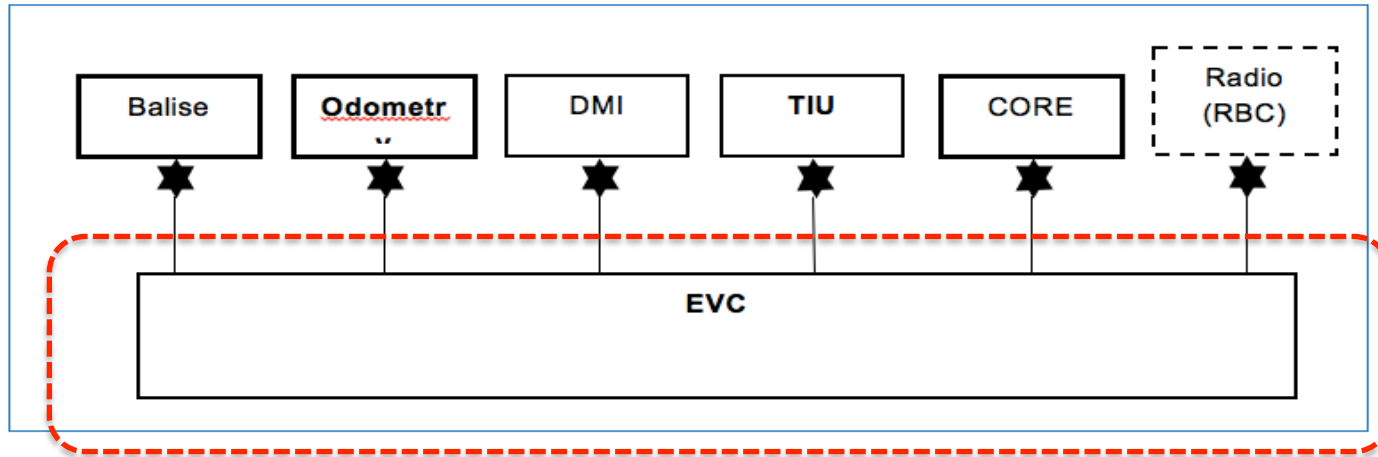 Balise
Odometr
y
DMI
TIU
CORE
Radio
(RBC)
EVC